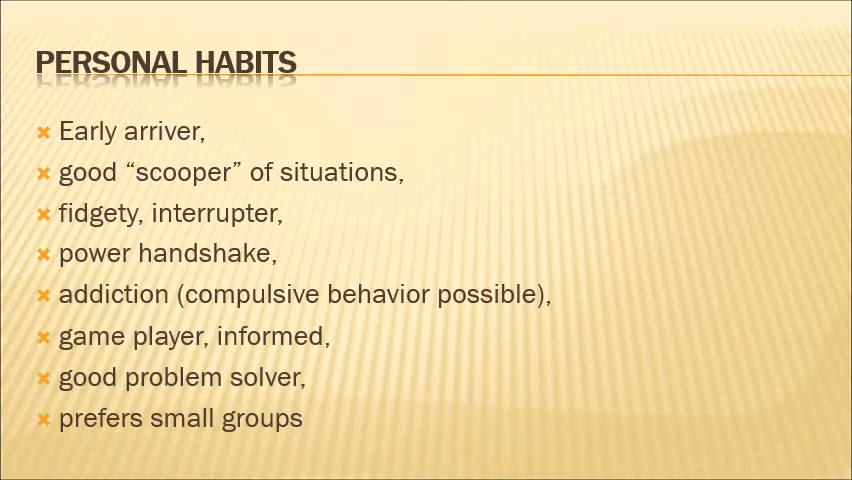 PERSONAL HABITS
Early arriver,
good “scooper” of situations,
fidgety, interrupter,
power handshake,
addiction (compulsive behavior possible),
game player, informed,
good problem solver,
prefers small groups